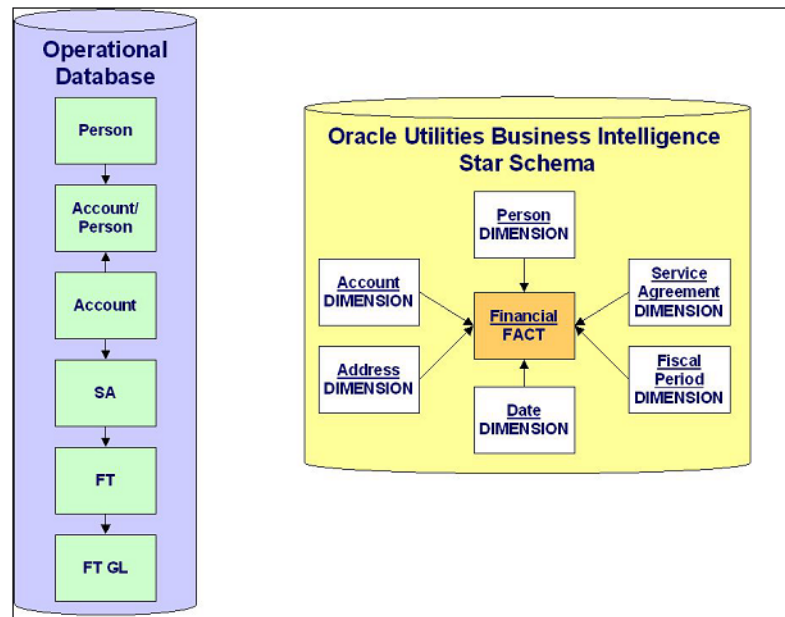 Operational
Database
Person
Account/
Person
Account
SA
FT
FT GL
Oracle Utilities Business Intelligence
Star Schema
Person
DIMENSION
Account
DIMENSION
Service
Agreement
DIMENSION
Financial
FACT
Address
DIMENSION
Date
DIMENSION
Fiscal
Period
DIMENSION